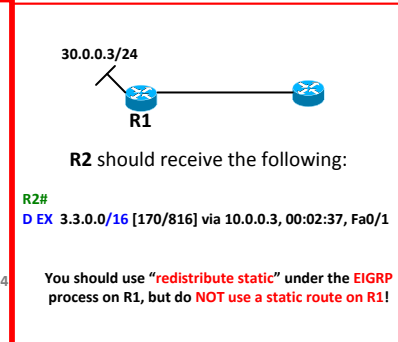 30.0.0.3/24
R1
R2 should receive the following:
R2#
D EX 3.3.0.0/16 [170/816] via 10.0.0.3, 00:02:37, Fa0/1
4
You should use “redistribute static” under the EIGRP
process on R1, but do NOT use a static route on R1!